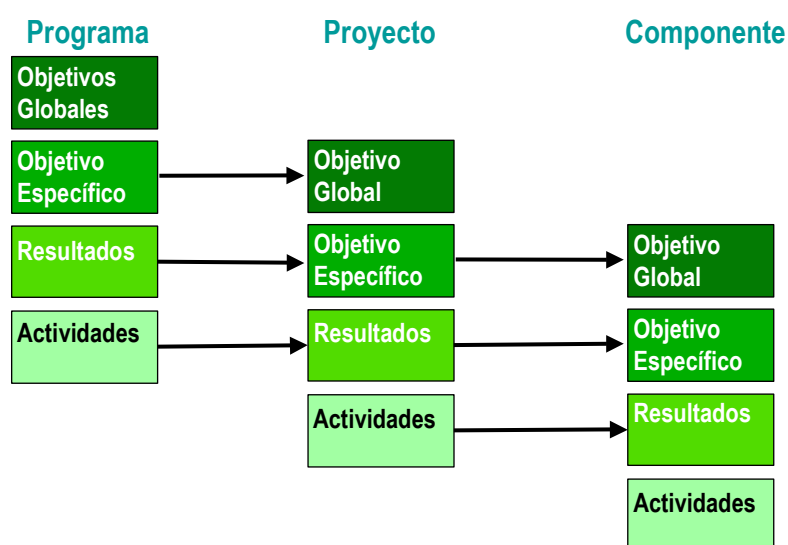 Programa
Proyecto
Componente
Objetivos
Globales
Objetivo
Específico
Objetivo
Global
Resultados
Objetivo
Específico
Objetivo
Global
Actividades
Resultados
Objetivo
Específico
Actividades
Resultados
Actividades